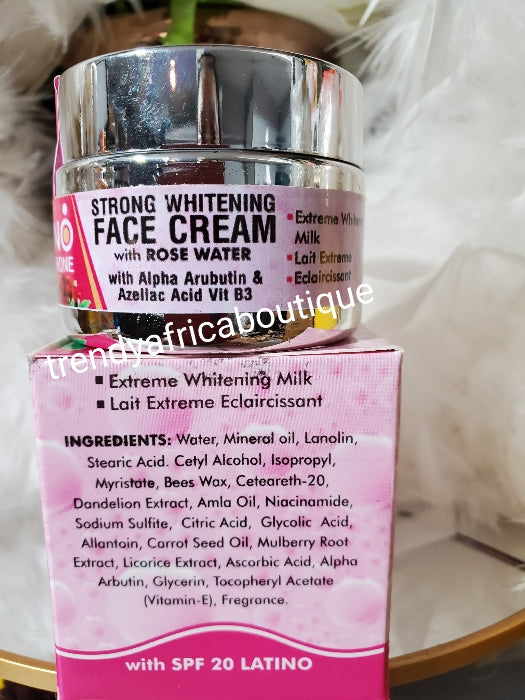 STRONG WHITENING
FACE CREAM
with ROSE WATER
with Alpha Arubutin &
Azeliac Acid Vit B3
Milk
Lait Extreme
Eclaircissant
trendyafricaboutique
▪ Extreme Whitening Milk
▪ Lait Extreme Eclaircissant
INGREDIENTS: Water, Mineral oil, Lanolin,
Stearic Acid. Cetyl Alcohol, Isopropyl,
Myristate, Bees Wax, Ceteareth-20,
Dandelion Extract, Amla Oil, Niacinamide,
Sodium Sulfite, Citric Acid, Glycolic Acid,
Allantoin, Carrot Seed Oil, Mulberry Root
Extract, Licorice Extract, Ascorbic Acid, Alpha
Arbutin, Glycerin, Tocopheryl Acetate
(Vitamin-E), Fregrance.
with SPF 20 LATINO